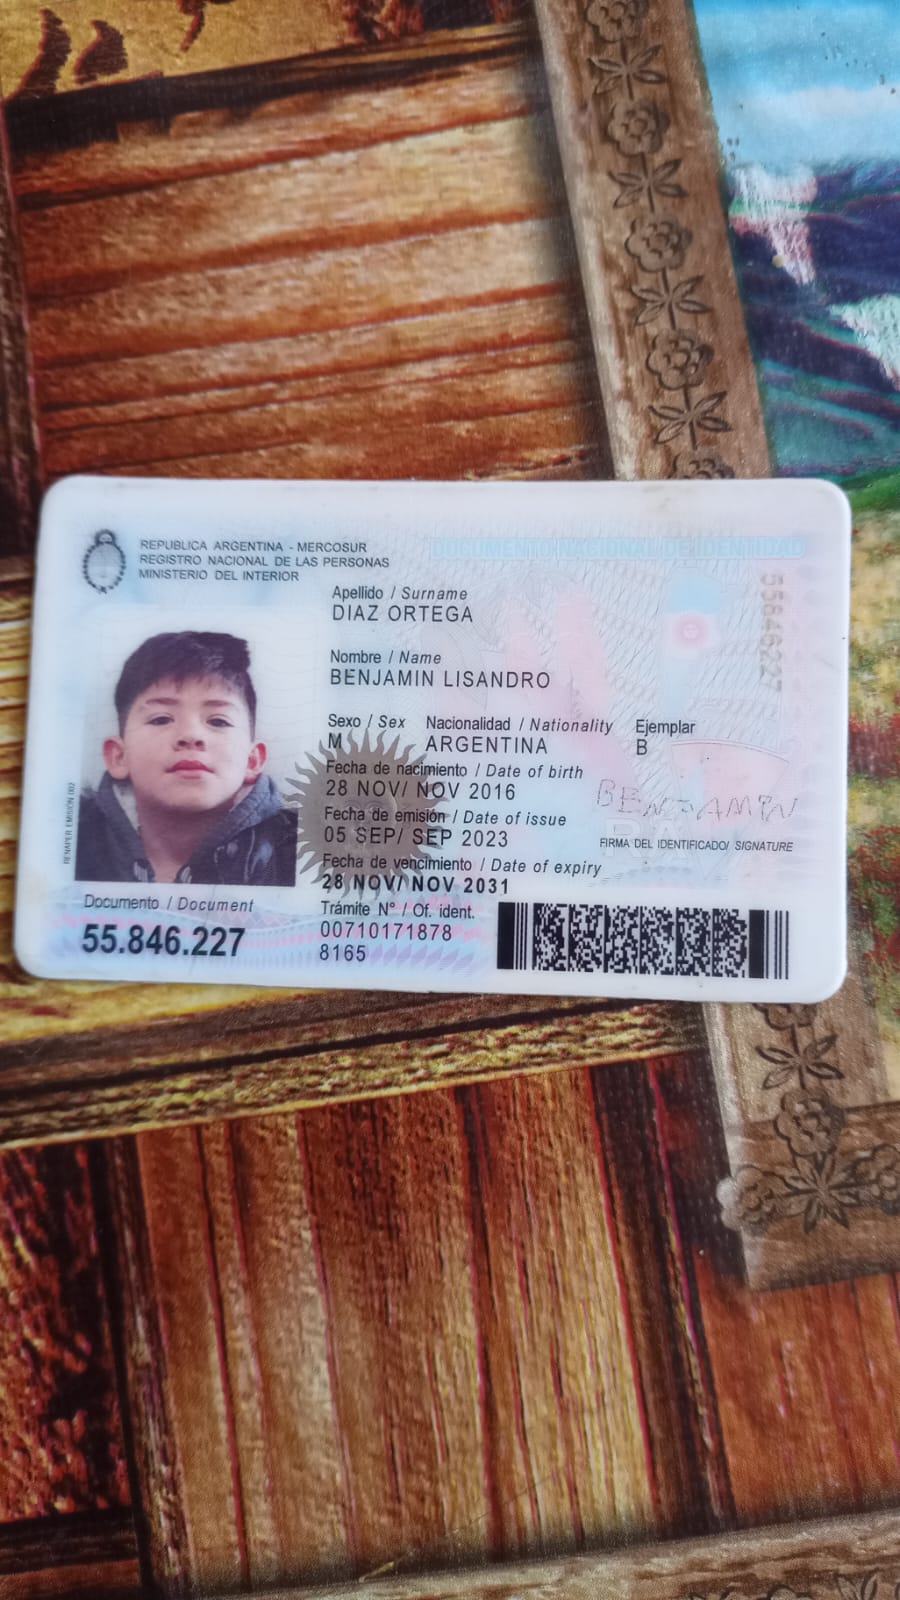 REPUBLICA ARGENTINA - MERCOSUR
REGISTRO NACIONAL DE LAS PERSONAS
MINISTERIO DEL INTERIOR
DOCUMENTO NACIONAL DE IDENTIDAD
Apellido / Surname
DIAZ ORTEGA
Nombre / Name
BENJAMIN LISANDRO
Sexo / Sex Nacionalidad / Nationality Ejemplar
M ARGENTINA B
Fecha de nacimiento / Date of birth
28 NOV/ NOV 2016
Fecha de emisión / Date of issue
05 SEP/ SEP 2023
Fecha de vencimiento / Date of expiry
28 NOV/ NOV 2031
Trámite N° / Of. ident.
00710171878
8165
Documento / Document
55.846.227
BENJAMIN
FIRMA DEL IDENTIFICADO/ SIGNATURE
55846227
RENAPER EMISIÓN 002
RA